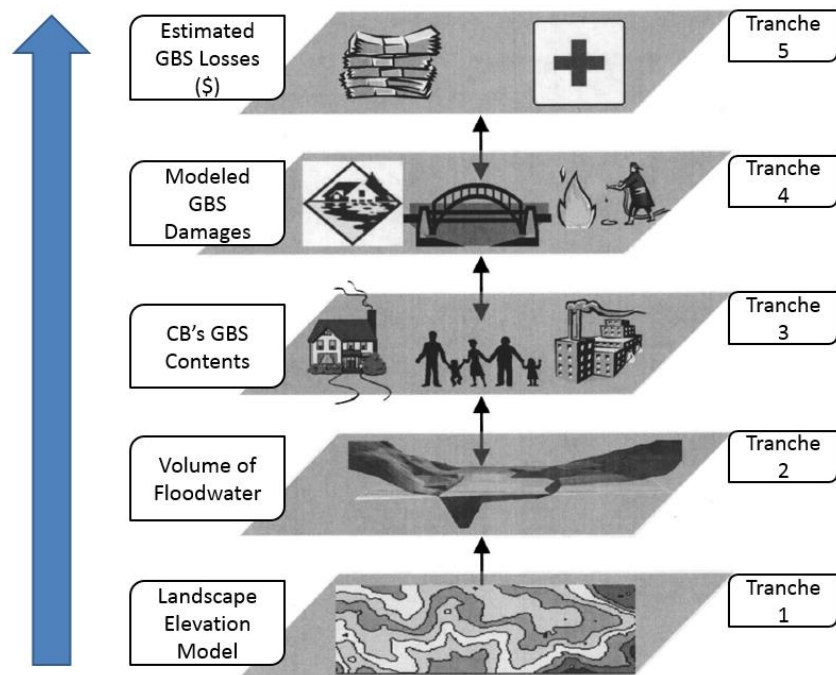 Estimated
GBS Losses
($)
Tranche
5
Modeled
GBS
Damages
Tranche
4
CB's GBS
Contents
Tranche
3
Volume of
Floodwater
Tranche
2
Landscape
Elevation
Model
Tranche
1